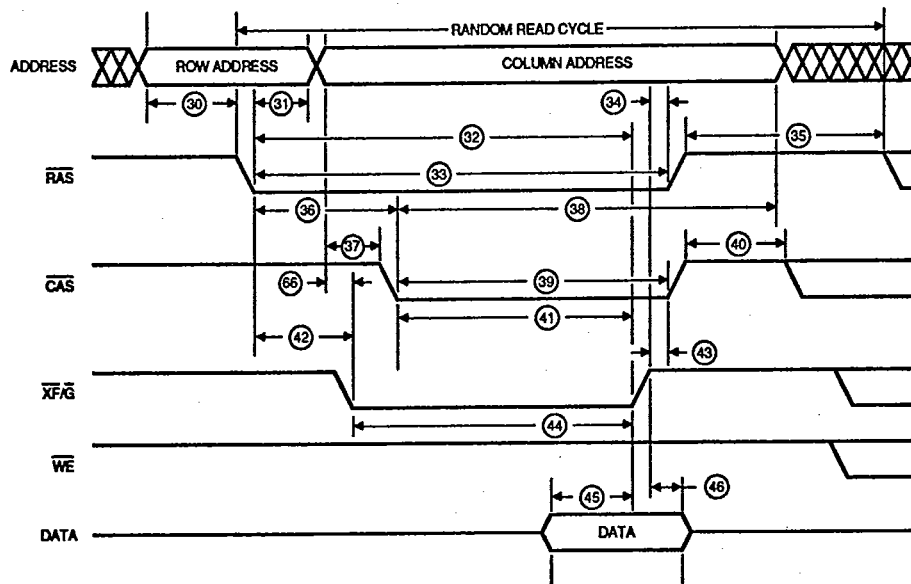 RANDOM READ CYCLE
ADDRESS ROW ADDRESS COLUMN ADDRESS
30 31 34
32 35
RAS 33
36 38
37 40
CAS 39
66 41
42 43
XF/G
44
WE
45 46
DATA DATA